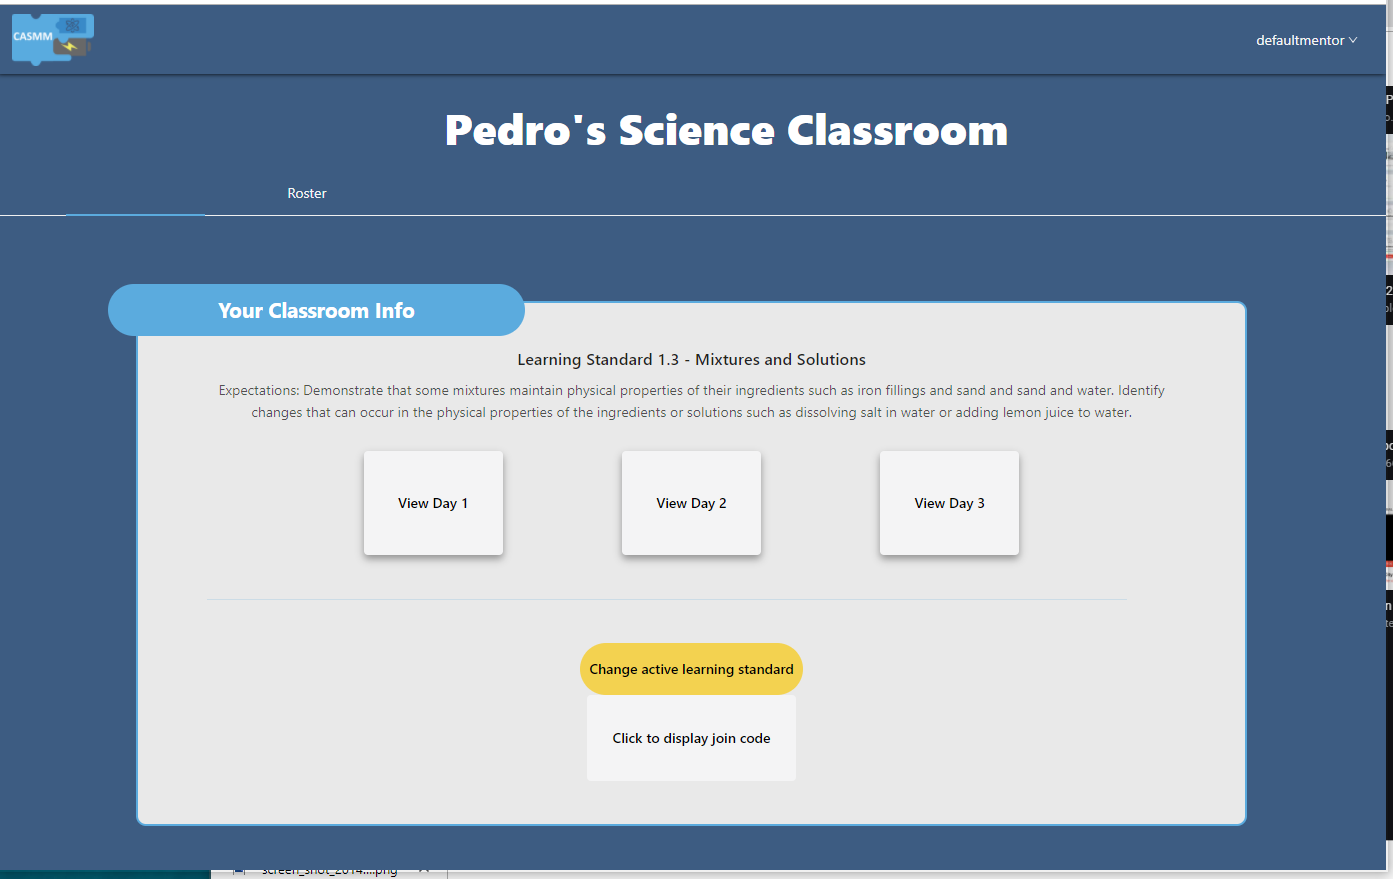 CASMM
defaultmentor
Pedro's Science Classroom
Roster
Your Classroom Info
Learning Standard 1.3 - Mixtures and Solutions
Expectations: Demonstrate that some mixtures maintain physical properties of their ingredients such as iron fillings and sand and sand and water. Identify
changes that can occur in the physical properties of the ingredients or solutions such as dissolving salt in water or adding lemon juice to water.
View Day 1
View Day 2
View Day 3
Change active learning standard
Click to display join code
screen_shot_2014....png